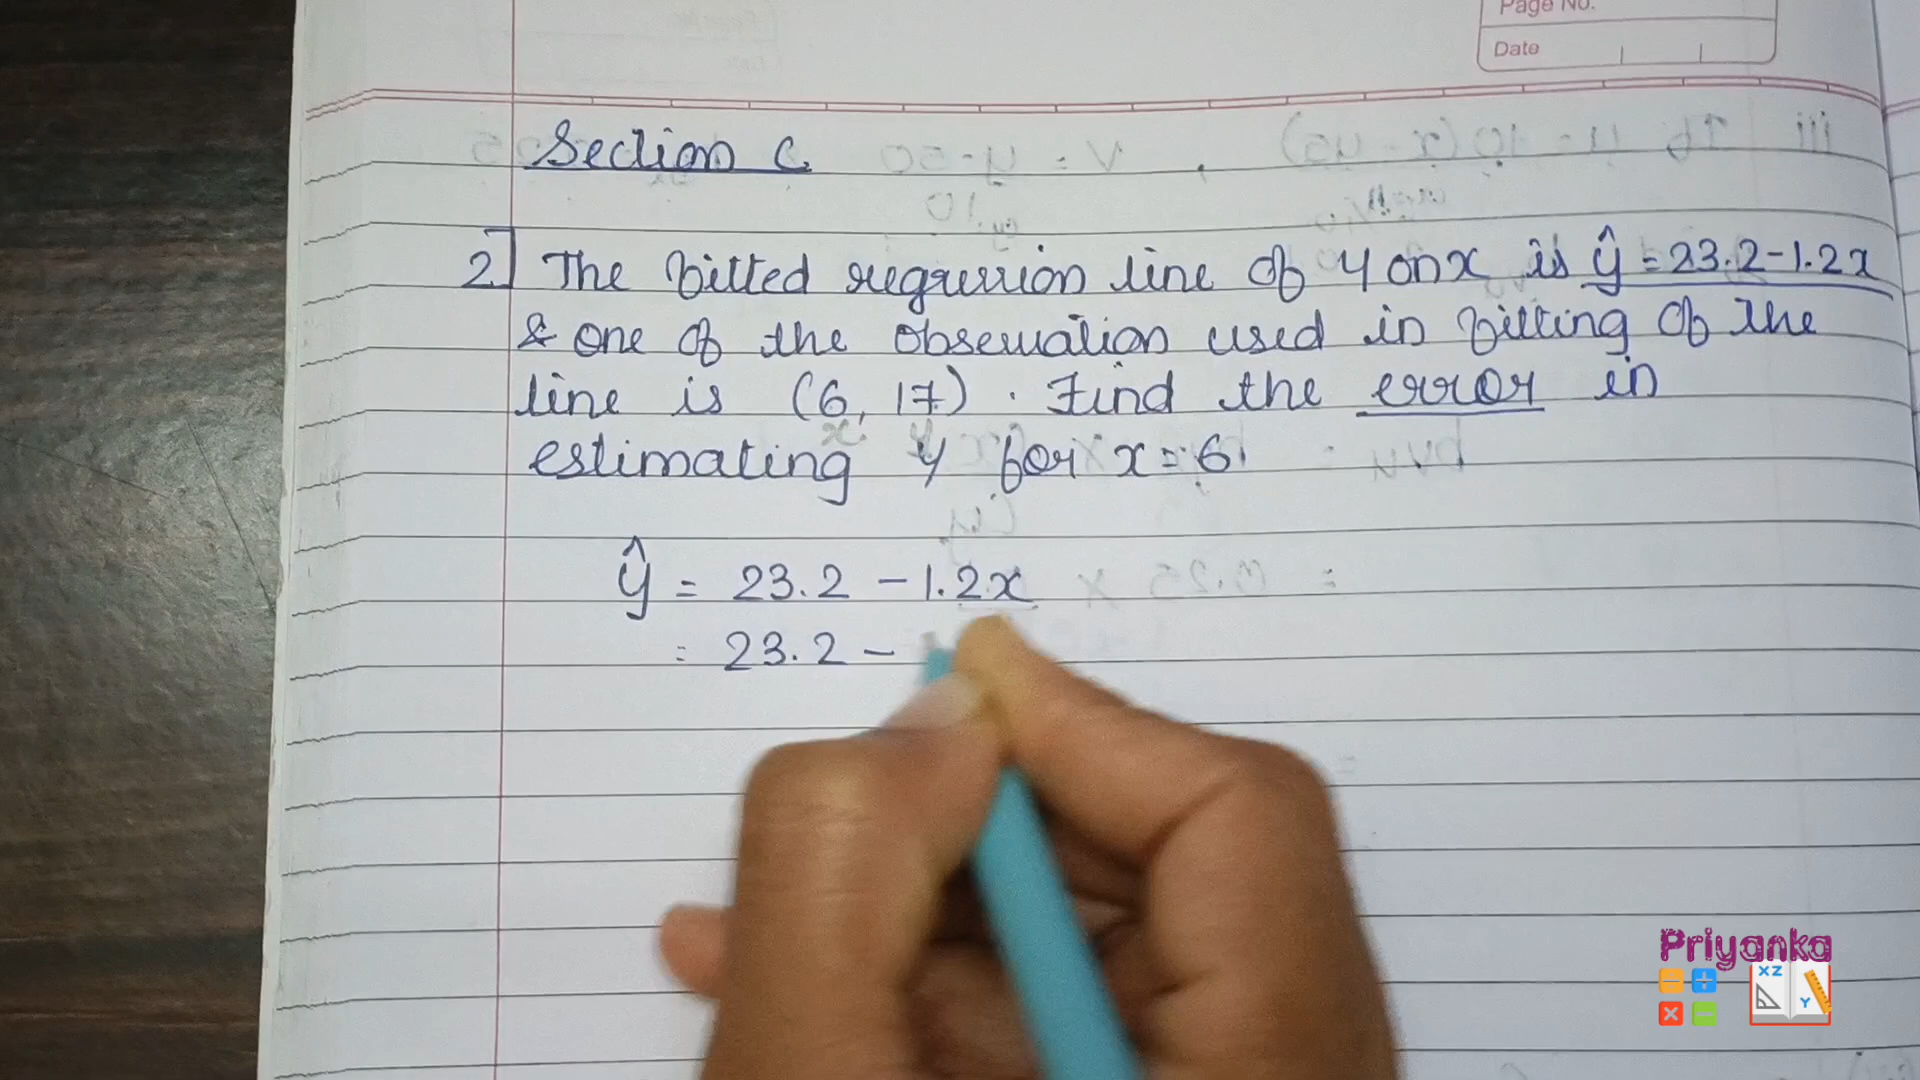 Page No.
Date
Section C.
2] The fitted regression line of y on x is ŷ = 23.2-1.2x
& one of the observation used in fitting of the
line is (6, 17). Find the error in
x, y
estimating y for x=6.
ŷ = 23.2 - 1.2x
= 23.2 -
Priyanka
XZ
Y